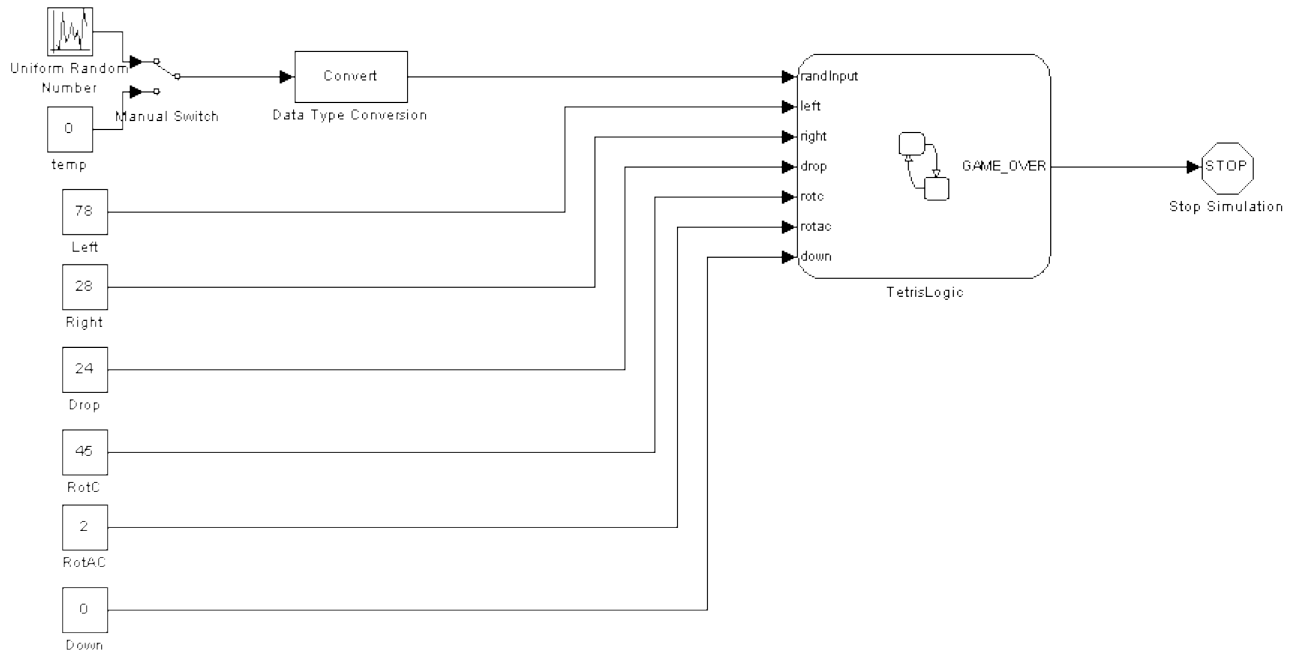 Uniform Random
Number
Manual Switch
0
temp
Convert
Data Type Conversion
78
Left
28
Right
24
Drop
45
RotC
2
RotAC
0
Down
randInput
left
right
drop
rotc
rotac
down
GAME_OVER
TetrisLogic
STOP
Stop Simulation